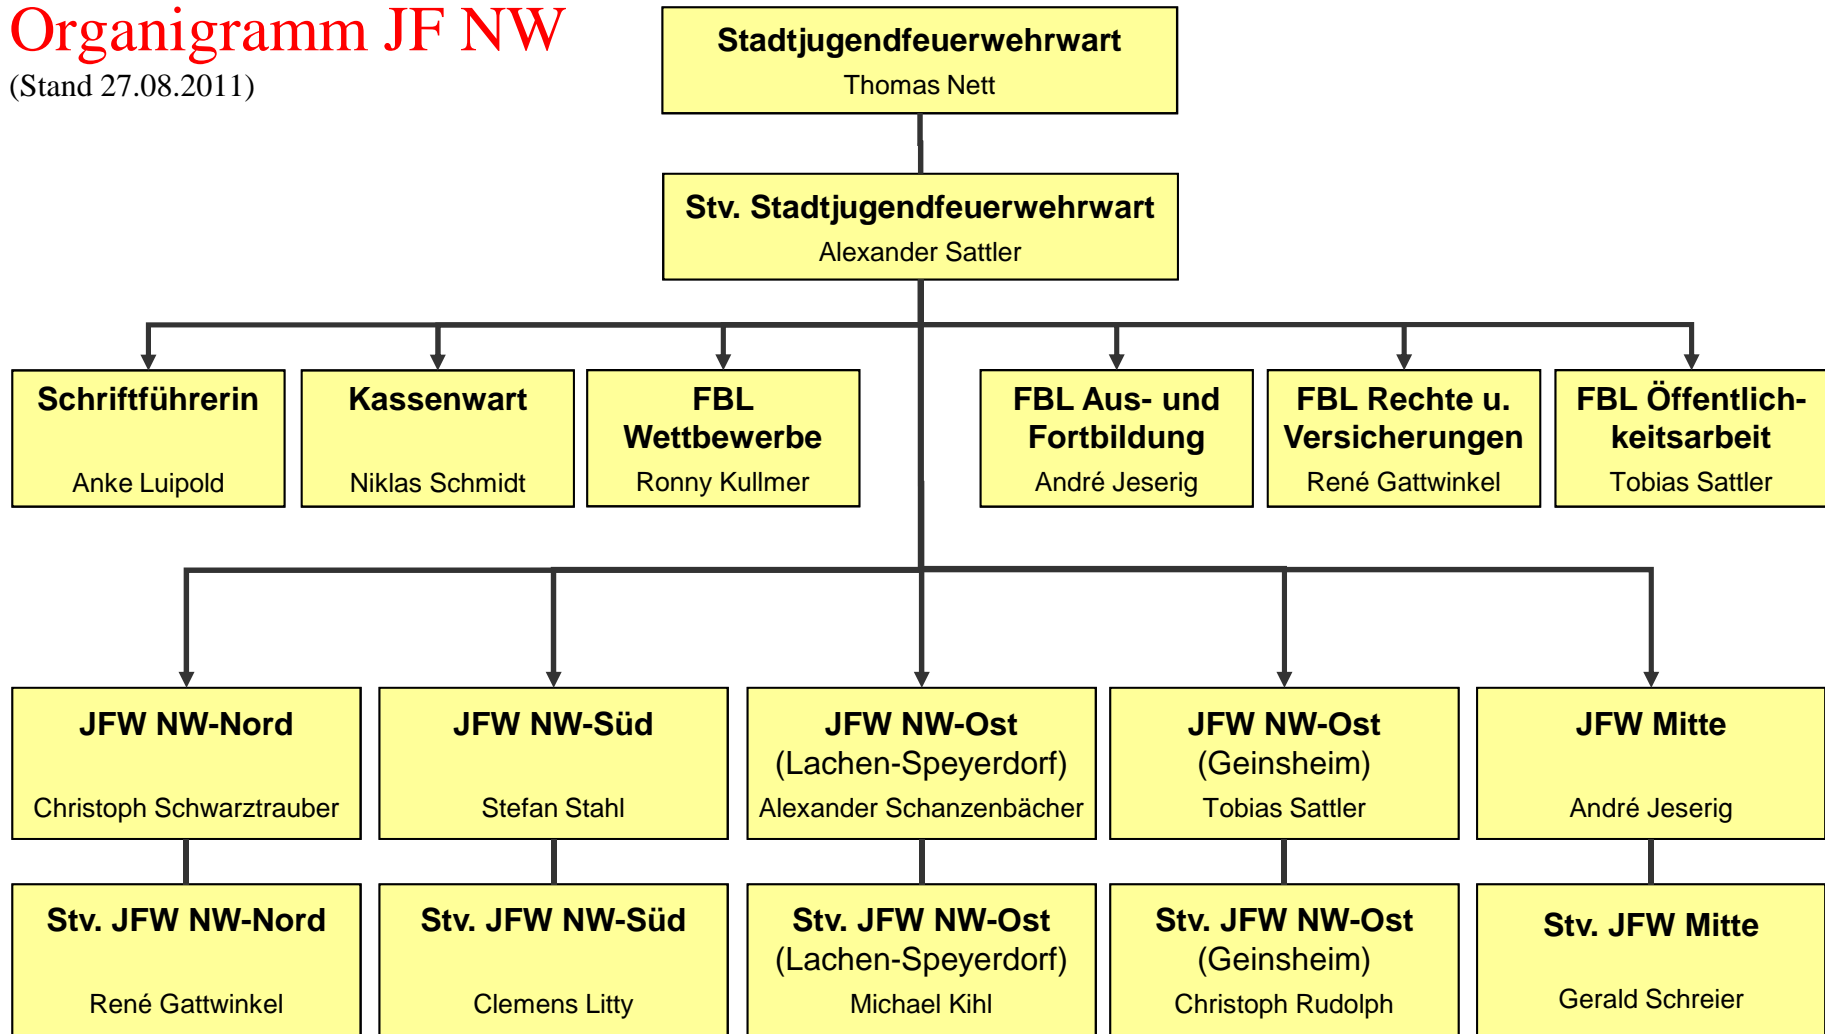 Organigramm JF NW
(Stand 27.08.2011)
Stadtjugendfeuerwehrwart
Thomas Nett
Stv. Stadtjugendfeuerwehrwart
Alexander Sattler
Schriftführerin
Anke Luipold
Kassenwart
Niklas Schmidt
FBL
Wettbewerbe
Ronny Kullmer
FBL Aus- und
Fortbildung
André Jeserig
FBL Rechte u.
Versicherungen
René Gattwinkel
FBL Öffentlich-
keitsarbeit
Tobias Sattler
JFW NW-Nord
Christoph Schwarztrauber
JFW NW-Süd
Stefan Stahl
JFW NW-Ost
(Lachen-Speyerdorf)
Alexander Schanzenbächer
JFW NW-Ost
(Geinsheim)
Tobias Sattler
JFW Mitte
André Jeserig
Stv. JFW NW-Nord
René Gattwinkel
Stv. JFW NW-Süd
Clemens Litty
Stv. JFW NW-Ost
(Lachen-Speyerdorf)
Michael Kihl
Stv. JFW NW-Ost
(Geinsheim)
Christoph Rudolph
Stv. JFW Mitte
Gerald Schreier